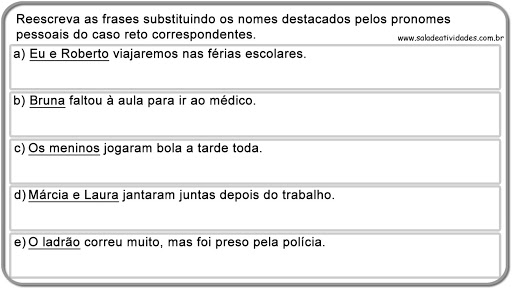 Reescreva as frases substituindo os nomes destacados pelos pronomes
pessoais do caso reto correspondentes.
www.saladeatividades.com.br
a) Eu e Roberto viajaremos nas férias escolares.
b) Bruna faltou à aula para ir ao médico.
c) Os meninos jogaram bola a tarde toda.
d) Márcia e Laura jantaram juntas depois do trabalho.
e) O ladrão correu muito, mas foi preso pela polícia.